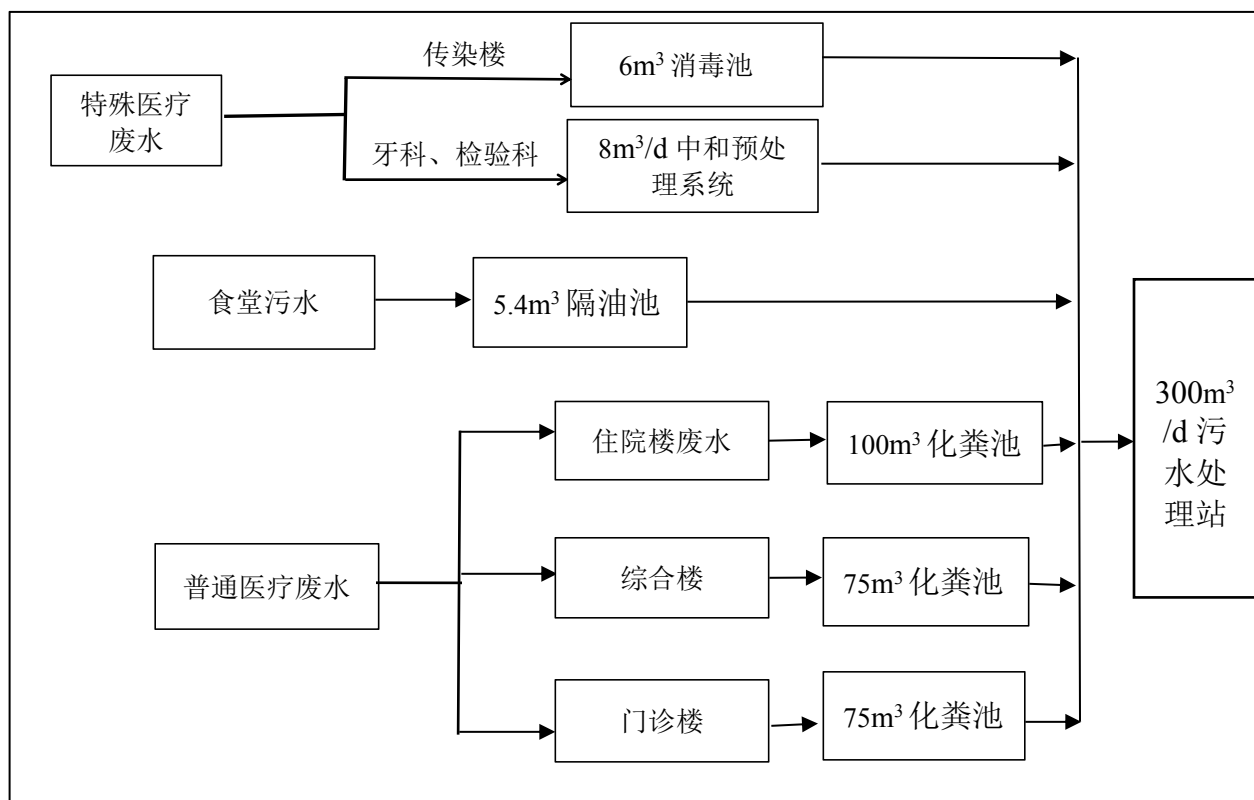 传染楼
6m³ 消毒池
特殊医疗
废水
牙科、检验科
8m³/d 中和预处
理系统
食堂污水
5.4m³ 隔油池
300m³
/d 污
水处
理站
住院楼废水
100m³ 化粪池
普通医疗废水
综合楼
75m³ 化粪池
门诊楼
75m³ 化粪池